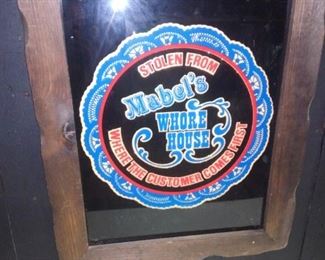 STOLEN FROM
Mabel's
WHORE
HOUSE
WHERE THE CUSTOMER COMES FIRST